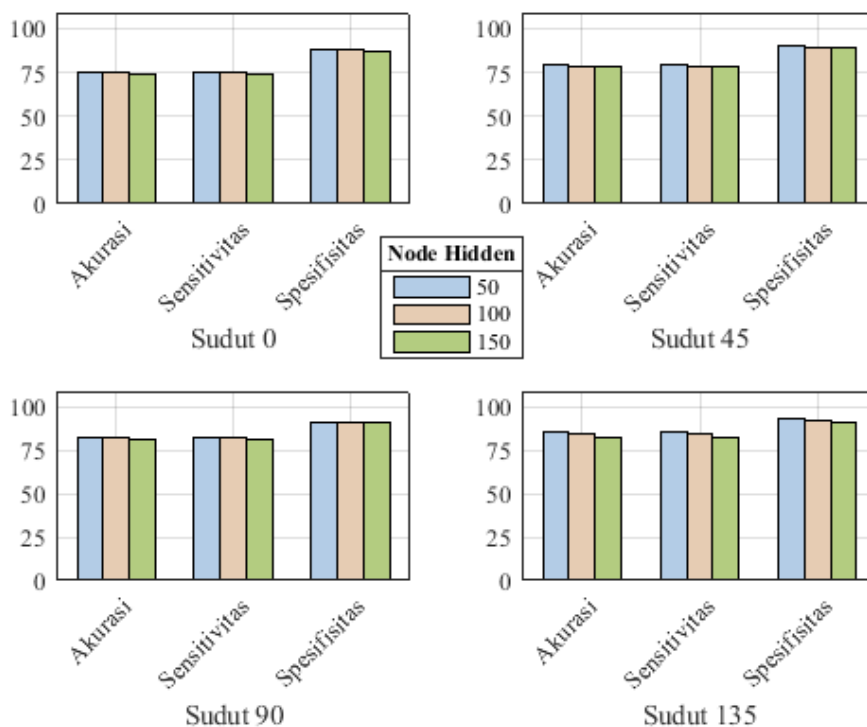 100
75
50
25
0
Akurasi
Sensitivitas
Spesifisitas
Sudut 0
100
75
50
25
0
Akurasi
Sensitivitas
Spesifisitas
Sudut 45
Node Hidden
50
100
150
100
75
50
25
0
Akurasi
Sensitivitas
Spesifisitas
Sudut 90
100
75
50
25
0
Akurasi
Sensitivitas
Spesifisitas
Sudut 135